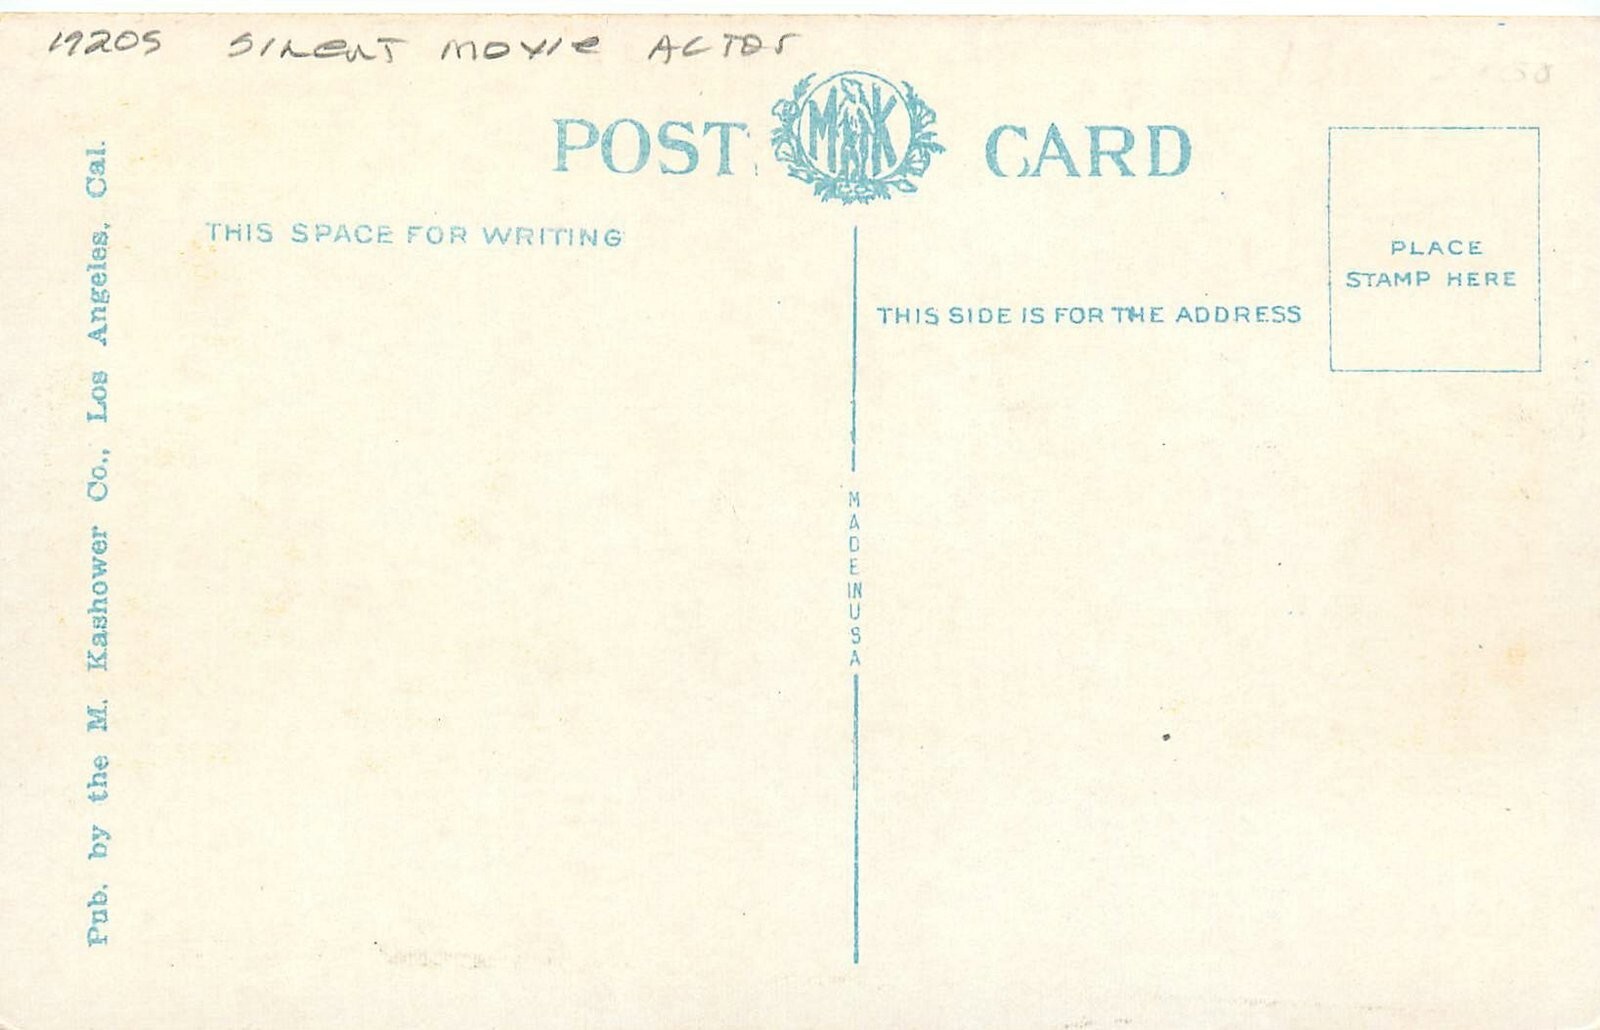 1920S SILENT MOVIE ACTOR
POST MK CARD
THIS SPACE FOR WRITING
THIS SIDE IS FOR THE ADDRESS
PLACE
STAMP HERE
MADE IN USA
Pub. by the M. Kashower Co., Los Angeles, Cal.